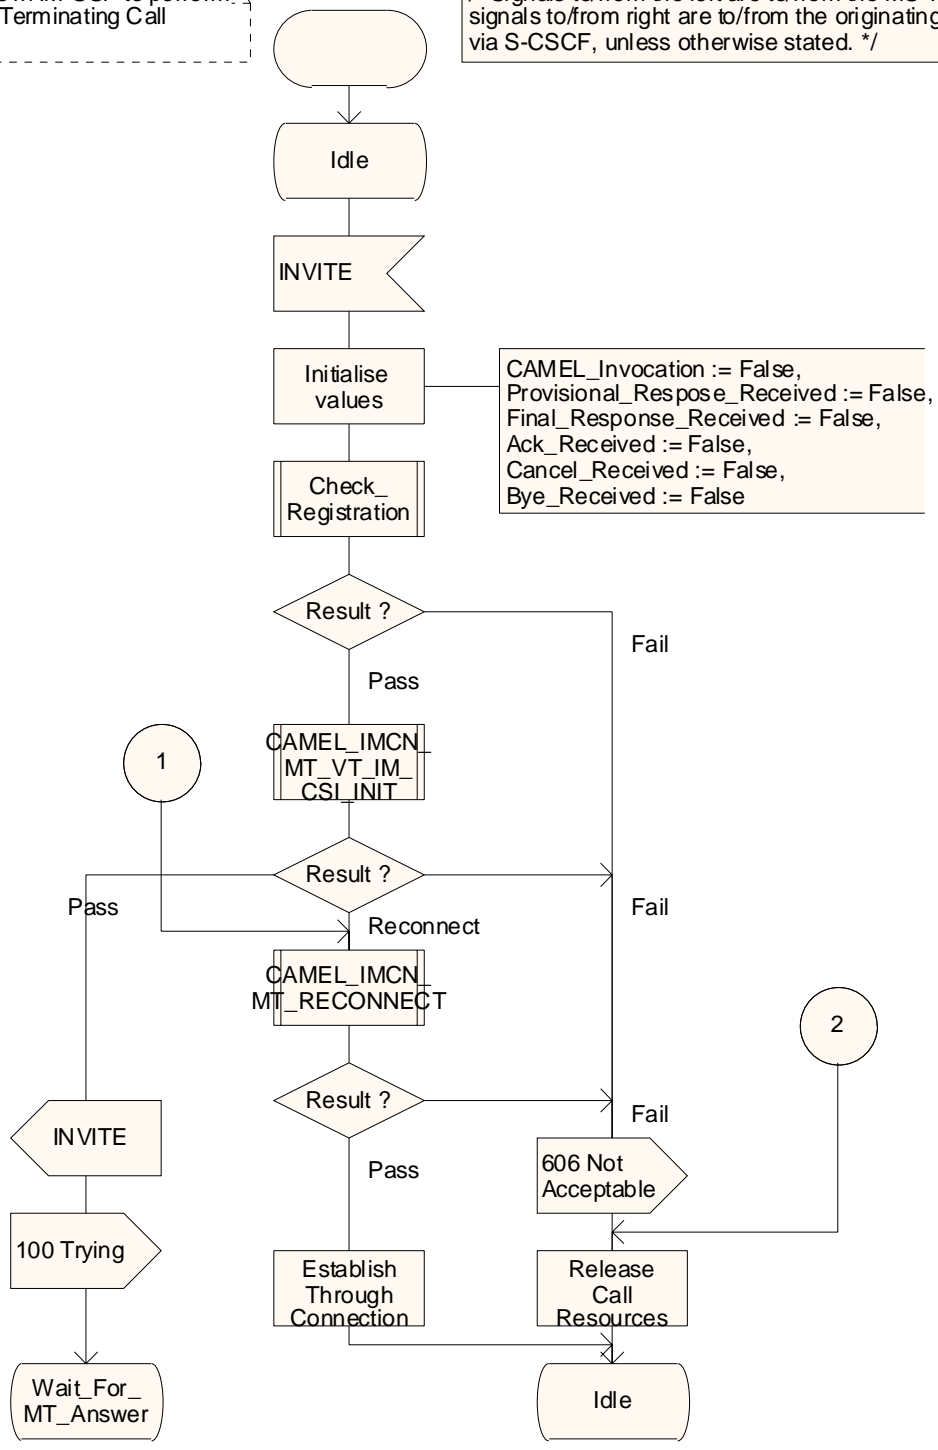 Terminating Call
signals to/from right are to/from the originating
via S-CSCF, unless otherwise stated. */
Idle
INVITE
Initialise
values
CAMEL_Invocation := False,
Provisional_Respose_Received := False,
Final_Response_Received := False,
Ack_Received := False,
Cancel_Received := False,
Bye_Received := False
Check_
Registration
Result ?
Fail
Pass
1
CAMEL_IMCN_
MT_VT_IM_
CSI_INIT
Result ?
Pass
Fail
Reconnect
CAMEL_IMCN_
MT_RECONNECT
2
Result ?
Fail
Pass
INVITE
606 Not
Acceptable
100 Trying
Establish
Through
Connection
Release
Call
Resources
Wait_For_
MT_Answer
Idle